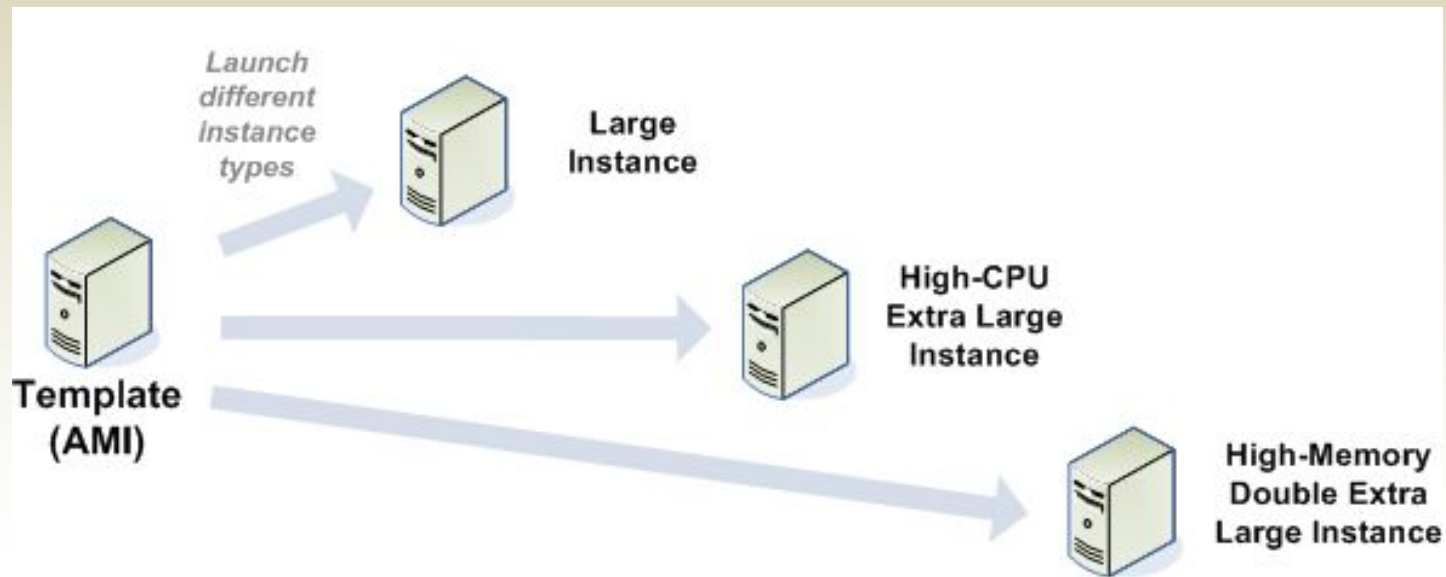 Launch
different
instance
types
Large
Instance
High-CPU
Extra Large
Instance
Template
(AMI)
High-Memory
Double Extra
Large Instance